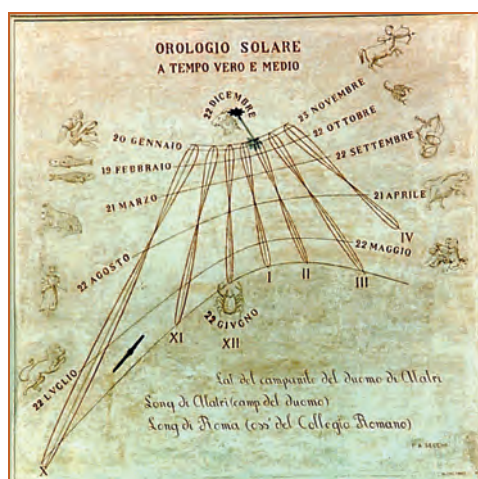 OROLOGIO SOLARE
A TEMPO VERO E MEDIO
22 DICEMBRE
20 GENNAIO
23 NOVEMBRE
19 FEBBRAIO
22 OTTOBRE
21 MARZO
22 SETTEMBRE
22 AGOSTO
21 APRILE
22 LUGLIO
22 MAGGIO
22 GIVGNO
X
XI
XII
I
II
III
IV
Lat. del campanile del duomo di Alatri
Long di Alatri (camp. del duomo)
Long di Roma (oss° del Collegio Romano)
P. A. SECCHI